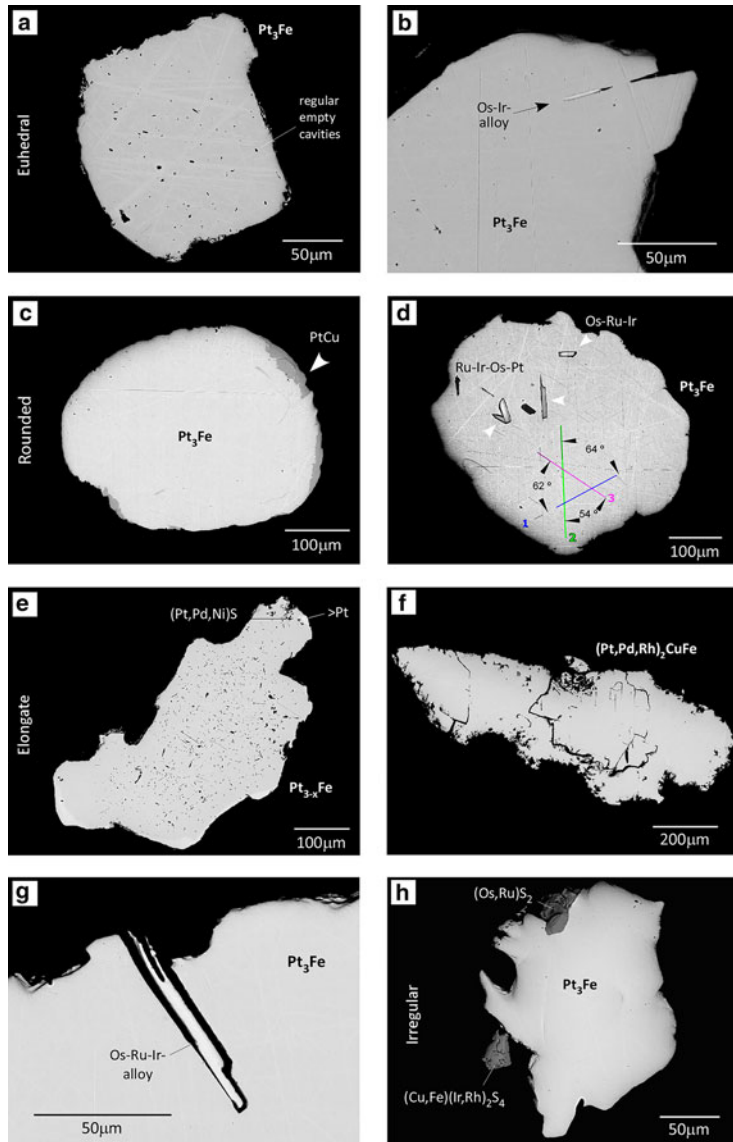 a
Pt₃Fe
regular
empty
cavities
Euhedral
50μm
b
Os-Ir-
alloy
Pt₃Fe
50μm
c
PtCu
Pt₃Fe
Rounded
100μm
d
Os-Ru-Ir
Ru-Ir-Os-Pt
Pt₃Fe
64 °
62 °
3
54 °
1
2
100μm
e
(Pt,Pd,Ni)S
>Pt
Elongate
Pt₃₋ₓFe
100μm
f
(Pt,Pd,Rh)₂CuFe
200μm
g
Pt₃Fe
Os-Ru-Ir-
alloy
50μm
h
(Os,Ru)S₂
Pt₃Fe
Irregular
(Cu,Fe)(Ir,Rh)₂S₄
50μm